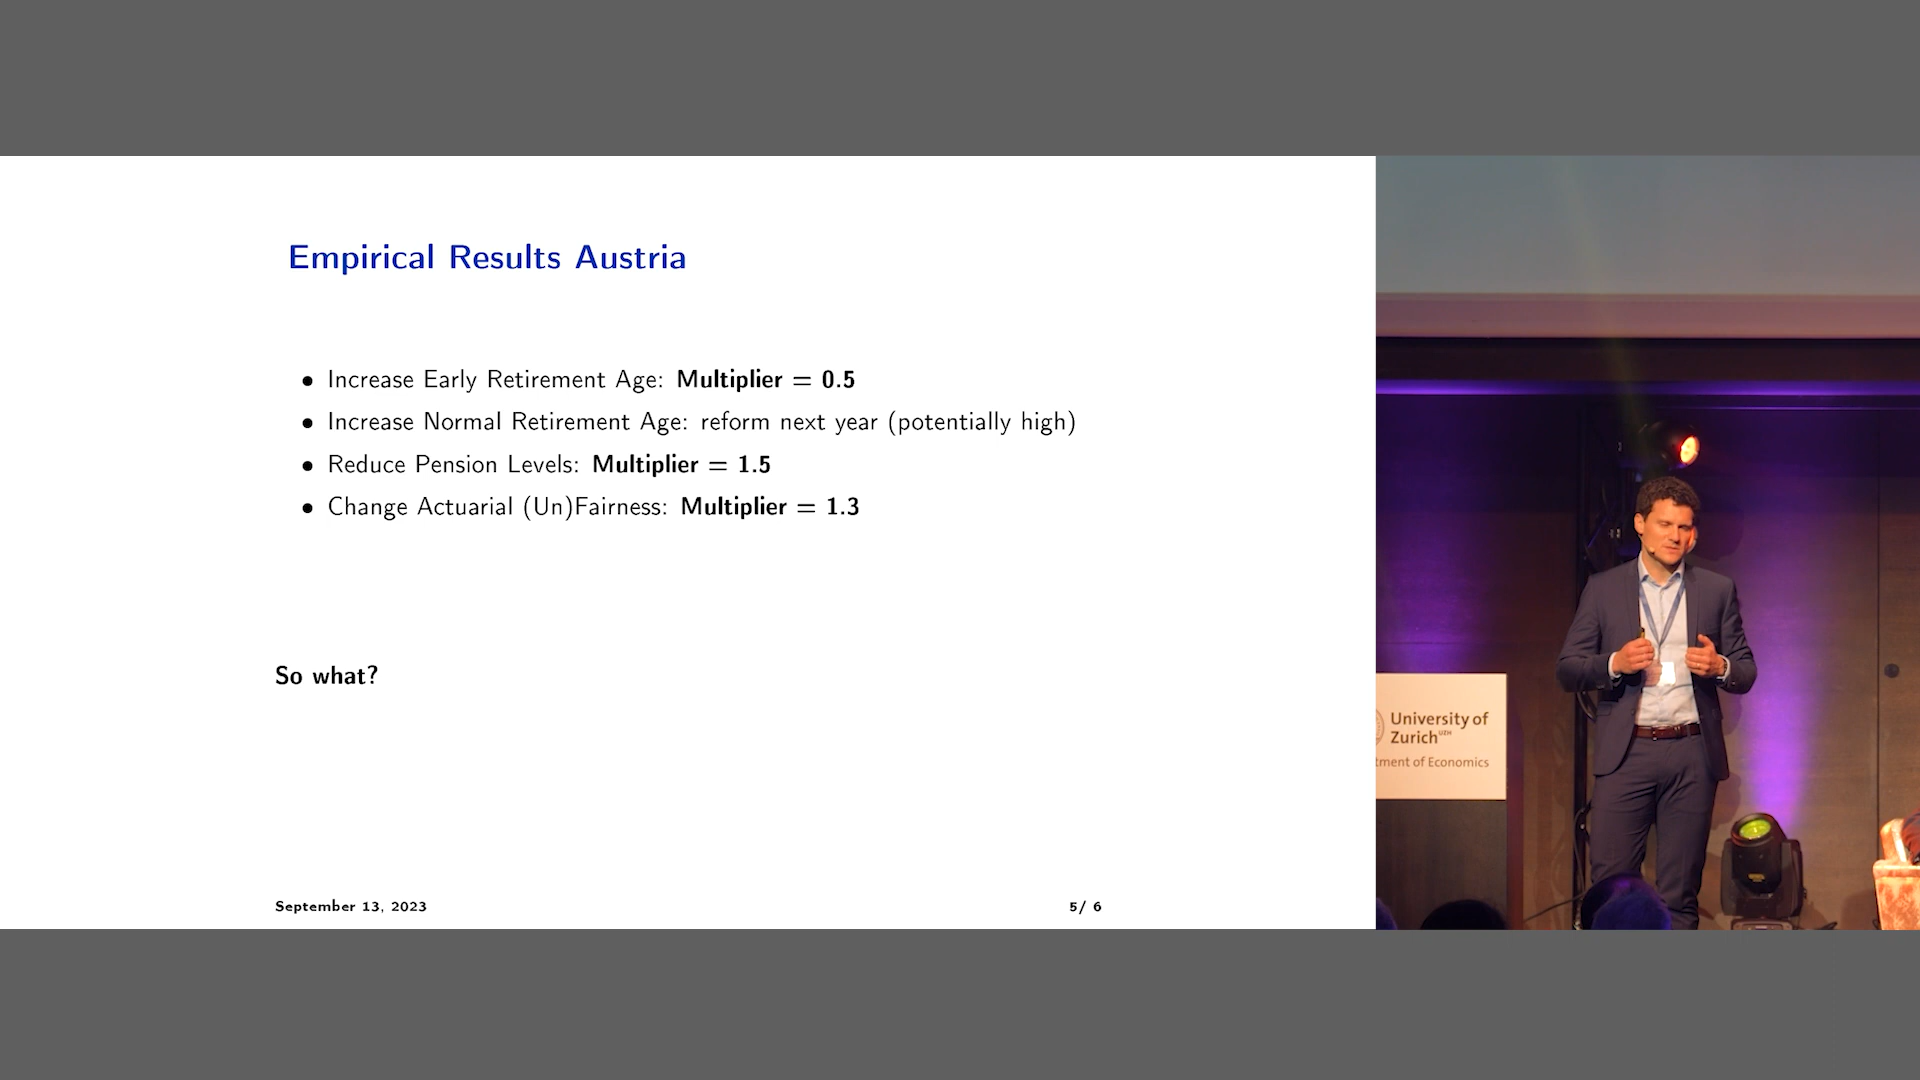 Empirical Results Austria
• Increase Early Retirement Age: Multiplier = 0.5
• Increase Normal Retirement Age: reform next year (potentially high)
• Reduce Pension Levels: Multiplier = 1.5
• Change Actuarial (Un)Fairness: Multiplier = 1.3
So what?
September 13, 2023
5/ 6
University of
Zurich UZH
tment of Economics